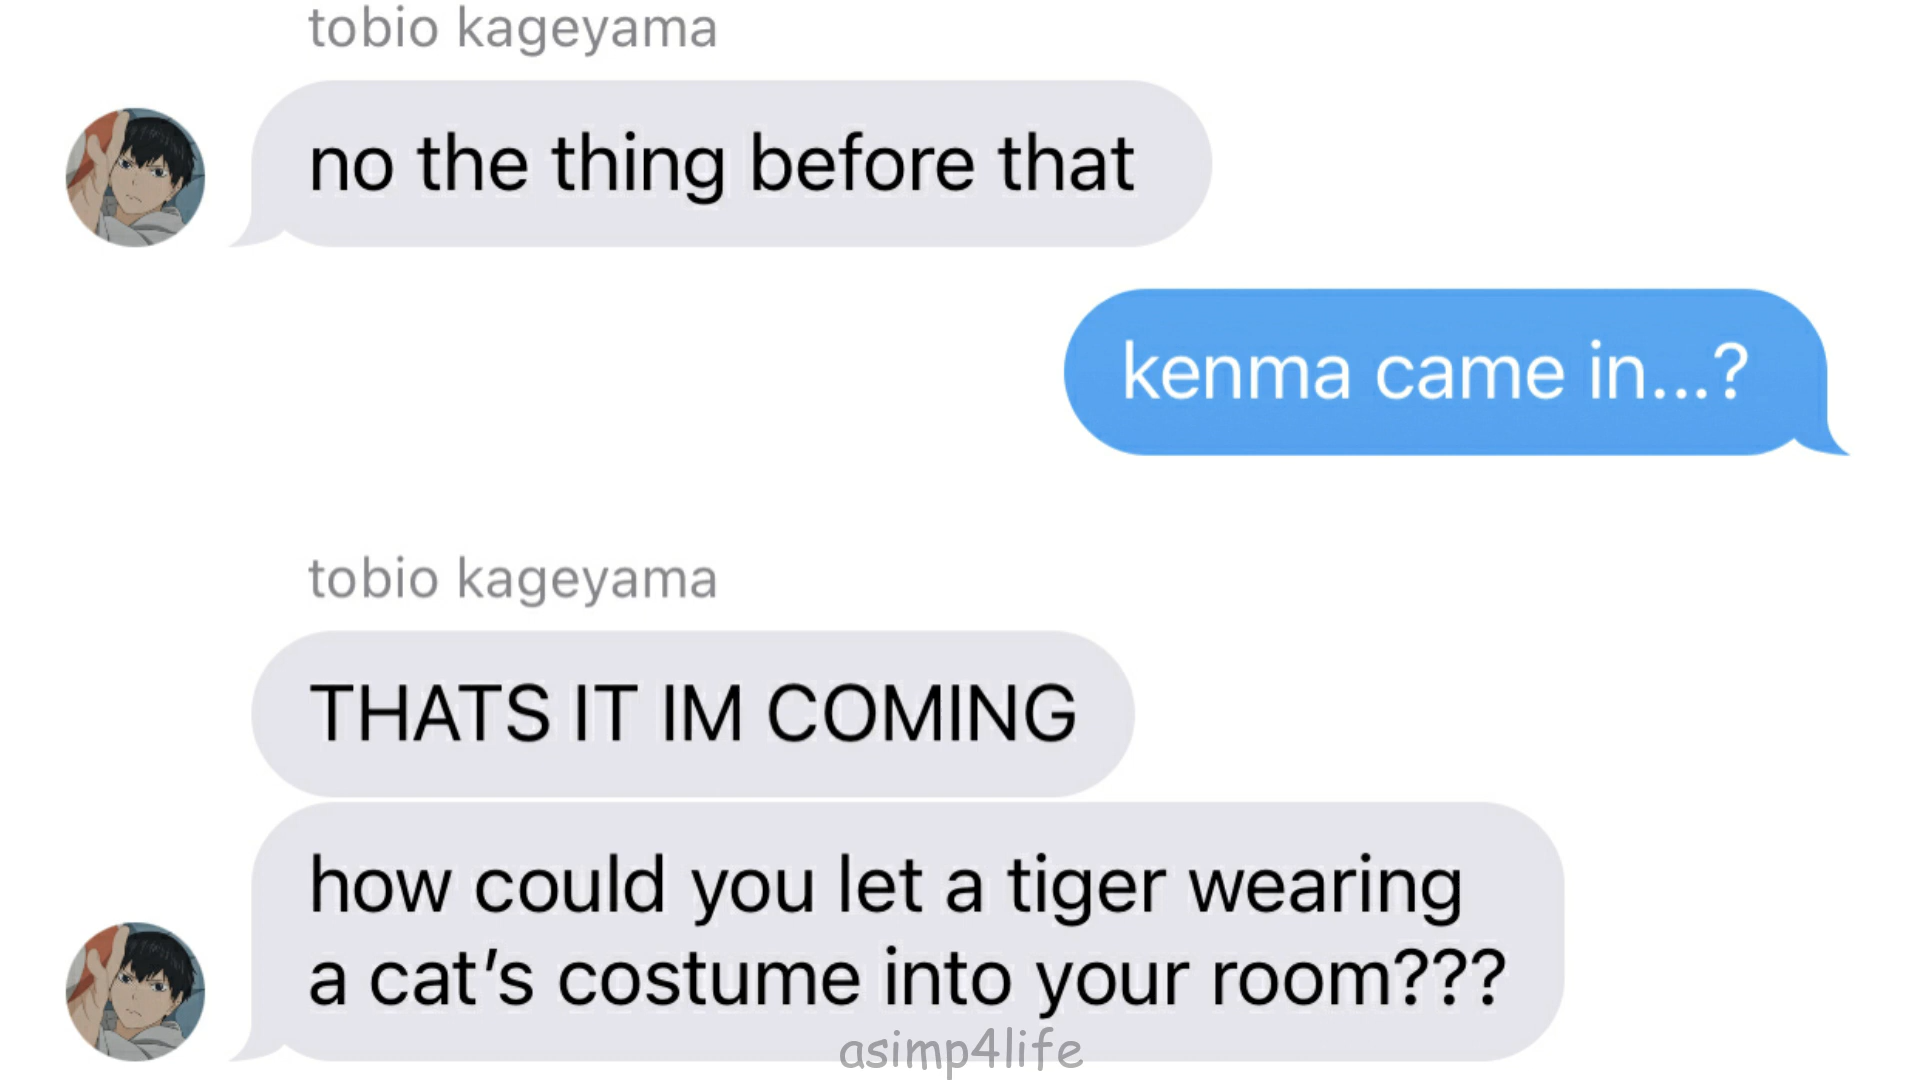 tobio kageyama
no the thing before that
kenma came in...?
tobio kageyama
THATS IT IM COMING
how could you let a tiger wearing
a cat’s costume into your room???
asimp4life